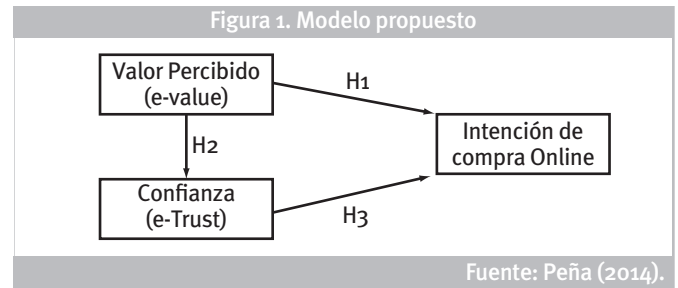 Figura 1. Modelo propuesto
Valor Percibido
(e-value)
H1
Intención de
compra Online
H2
Confianza
(e-Trust)
H3
Fuente: Peña (2014).